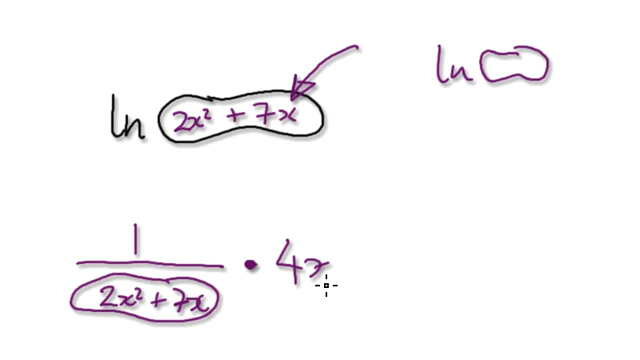 ln
ln 2x² + 7x
1
2x² + 7x · 4x